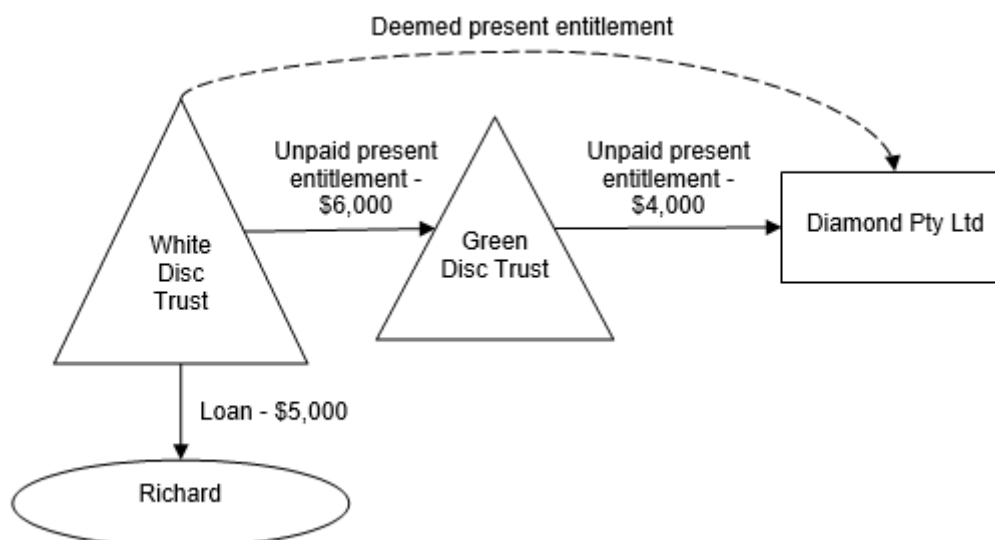 Deemed present entitlement
Unpaid present
entitlement -
$6,000
Unpaid present
entitlement -
$4,000
White
Disc
Trust
Green
Disc Trust
Diamond Pty Ltd
Loan - $5,000
Richard